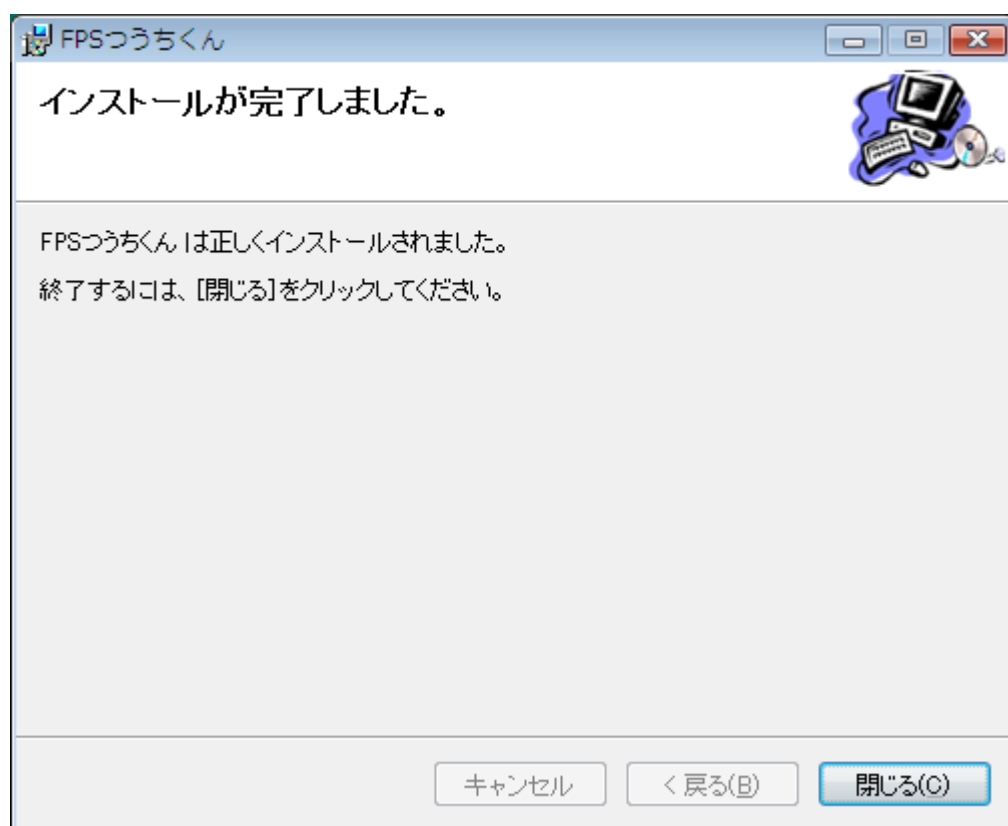 FPSつうちくん
インストールが完了しました。
FPSつうちくん は正しくインストールされました。
終了するには、[閉じる]をクリックしてください。
キャンセル
< 戻る(B)
閉じる(C)